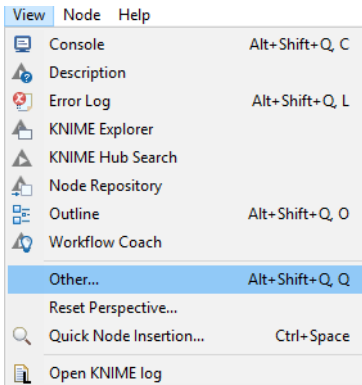 View Node Help
Console Alt+Shift+Q, C
Description
Error Log Alt+Shift+Q, L
KNIME Explorer
KNIME Hub Search
Node Repository
Outline Alt+Shift+Q, O
Workflow Coach
Other... Alt+Shift+Q, Q
Reset Perspective...
Quick Node Insertion... Ctrl+Space
Open KNIME log